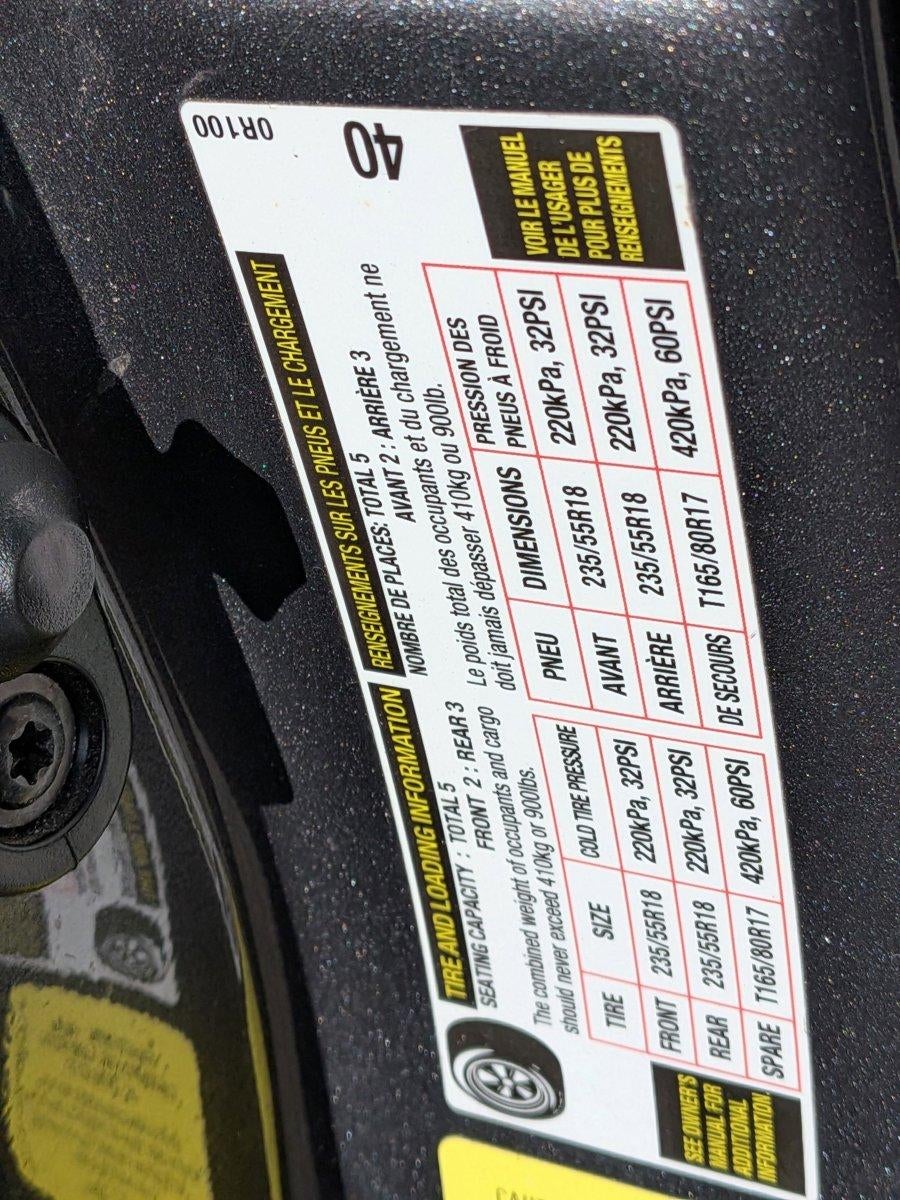 TIRE AND LOADING INFORMATION
SEATING CAPACITY : TOTAL 5
FRONT 2 : REAR 3
The combined weight of occupants and cargo
should never exceed 410kg or 900lbs.
TIRE SIZE COLD TIRE PRESSURE
FRONT 235/55R18 220kPa, 32PSI
REAR 235/55R18 220kPa, 32PSI
SPARE T165/80R17 420kPa, 60PSI
SEE OWNER'S
MANUAL FOR
ADDITIONAL
INFORMATION.
RENSEIGNEMENTS SUR LES PNEUS ET LE CHARGEMENT
NOMBRE DE PLACES: TOTAL 5
AVANT 2 : ARRIÈRE 3
Le poids total des occupants et du chargement ne
doit jamais dépasser 410kg ou 900lb.
PNEU DIMENSIONS PRESSION DES
PNEUS À FROID
AVANT 235/55R18 220kPa, 32PSI
ARRIÈRE 235/55R18 220kPa, 32PSI
DE SECOURS T165/80R17 420kPa, 60PSI
VOIR LE MANUEL
DE L'USAGER
POUR PLUS DE
RENSEIGNEMENTS
0R100
40